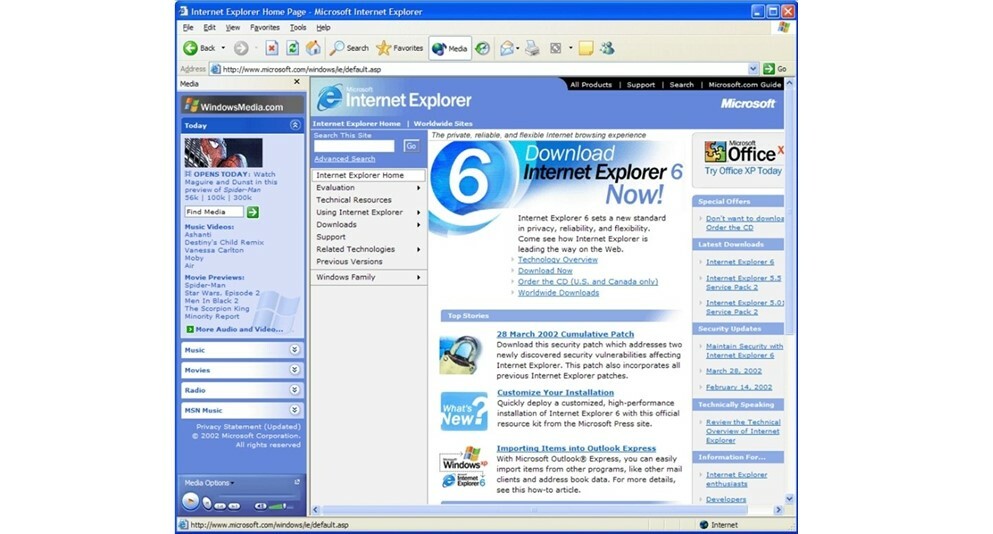 Internet Explorer Home Page - Microsoft Internet Explorer
File Edit View Favorites Tools Help
Back Search Favorites Media
Address http://www.microsoft.com/windows/ie/default.asp Go
Media
WindowsMedia.com
Today
OPENS TODAY: Watch
Maguire and Dunst in this
preview of Spider-Man
56k | 100k | 300k
Find Media
Music Videos:
Ashanti
Destiny's Child Remix
Vanessa Carlton
Moby
Air
Movie Previews:
Spider-Man
Star Wars, Episode 2
Men In Black 2
The Scorpion King
Minority Report
More Audio and Video...
Music
Movies
Radio
MSN Music
Privacy Statement (Updated)
© 2002 Microsoft Corporation.
All rights reserved
Media Options
All Products | Support | Search | Microsoft.com Guide
Microsoft
Internet Explorer
Microsoft
Internet Explorer Home | Worldwide Sites
Search This Site
Go
Advanced Search
Internet Explorer Home
Evaluation
Technical Resources
Using Internet Explorer
Downloads
Support
Related Technologies
Previous Versions
Windows Family
The private, reliable, and flexible Internet browsing experience
6
Download
Internet Explorer 6
Now!
Internet Explorer 6 sets a new standard
in privacy, reliability, and flexibility.
Come see how Internet Explorer is
leading the way on the Web.
Technology Overview
Download Now
Order the CD (U.S. and Canada only)
Worldwide Downloads
Top Stories
28 March 2002 Cumulative Patch
Download this security patch which addresses two
newly discovered security vulnerabilities affecting
Internet Explorer. This patch also incorporates all
previous Internet Explorer patches.
What's
New?
Customize Your Installation
Quickly deploy a customized, high-performance
installation of Internet Explorer 6 with this official
resource kit from the Microsoft Press site.
Microsoft
Windows xp
Internet Explorer 6
Importing Items into Outlook Express
With Microsoft Outlook® Express, you can easily
import items from other programs, like other mail
clients and address book data. For more details,
see this how-to article.
Microsoft
Office X
Try Office XP Today
Special Offers
Don't want to downloa
Order the CD
Latest Downloads
Internet Explorer 6
Internet Explorer 5.5
Service Pack 2
Internet Explorer 5.01
Service Pack 2
Security Updates
Maintain Security with
Internet Explorer 6
March 28, 2002
February 14, 2002
Technically Speaking
Review the Technical
Overview of Internet
Explorer
Information For...
Internet Explorer
enthusiasts
Developers
http://www.microsoft.com/windows/ie/default.asp
Internet